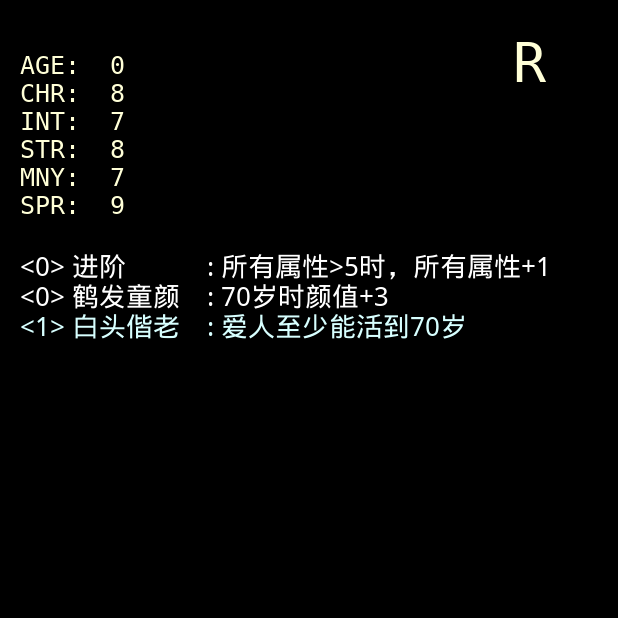 R
AGE: 0
CHR: 8
INT: 7
STR: 8
MNY: 7
SPR: 9
<0> 进阶 : 所有属性>5时，所有属性+1
<0> 鹤发童颜 : 70岁时颜值+3
<1> 白头偕老 : 爱人至少能活到70岁